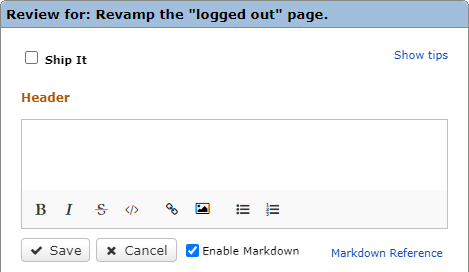 Review for: Revamp the "logged out" page.
Ship It
Show tips
Header
B I S </>
Save Cancel Enable Markdown Markdown Reference